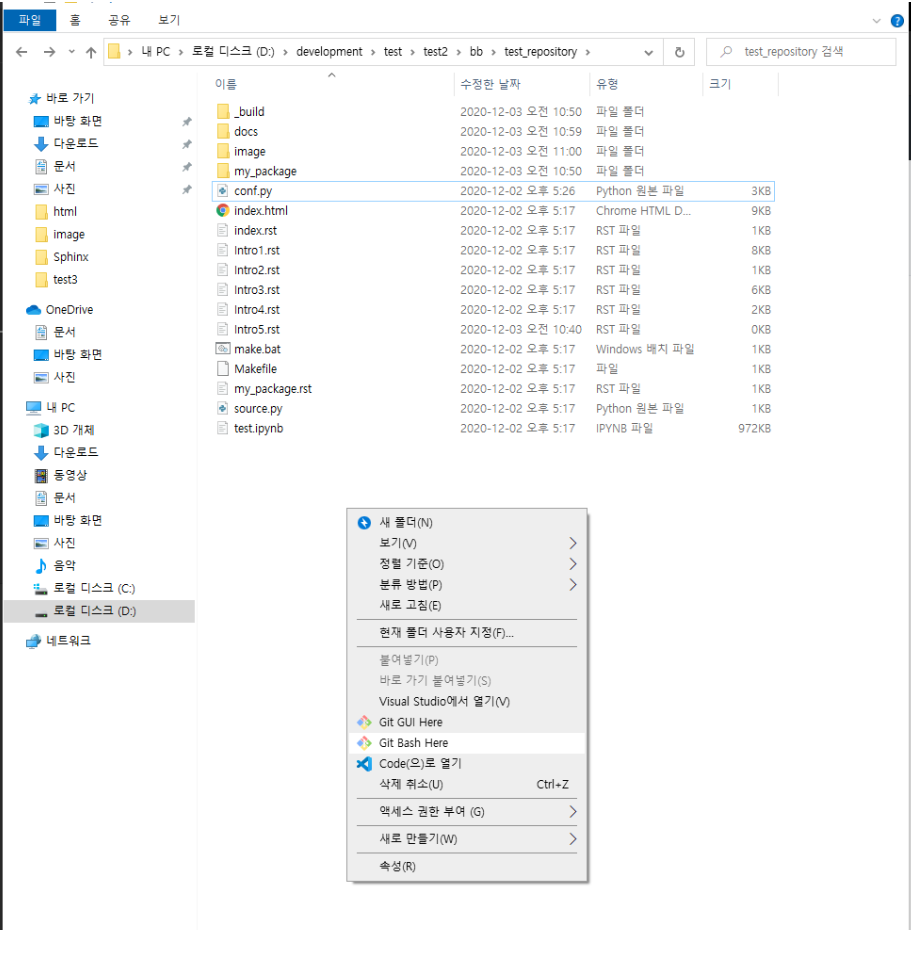 파일 홈 공유 보기
내 PC › 로컬 디스크 (D:) › development › test › test2 › bb › test_repository › test_repository 검색
이름 수정한 날짜 유형 크기
바로 가기
바탕 화면
다운로드
문서
사진
html
image
Sphinx
test3
OneDrive
문서
바탕 화면
사진
내 PC
3D 개체
다운로드
동영상
문서
바탕 화면
사진
음악
로컬 디스크 (C:)
로컬 디스크 (D:)
네트워크
_build 2020-12-03 오전 10:50 파일 폴더
docs 2020-12-03 오전 10:59 파일 폴더
image 2020-12-03 오전 11:00 파일 폴더
my_package 2020-12-03 오전 10:50 파일 폴더
conf.py 2020-12-02 오후 5:26 Python 원본 파일 3KB
index.html 2020-12-02 오후 5:17 Chrome HTML D... 9KB
index.rst 2020-12-02 오후 5:17 RST 파일 1KB
Intro1.rst 2020-12-02 오후 5:17 RST 파일 8KB
Intro2.rst 2020-12-02 오후 5:17 RST 파일 1KB
Intro3.rst 2020-12-02 오후 5:17 RST 파일 6KB
Intro4.rst 2020-12-02 오후 5:17 RST 파일 2KB
Intro5.rst 2020-12-03 오전 10:40 RST 파일 0KB
make.bat 2020-12-02 오후 5:17 Windows 배치 파일 1KB
Makefile 2020-12-02 오후 5:17 파일 1KB
my_package.rst 2020-12-02 오후 5:17 RST 파일 1KB
source.py 2020-12-02 오후 5:17 Python 원본 파일 1KB
test.ipynb 2020-12-02 오후 5:17 IPYNB 파일 972KB
새 폴더(N)
보기(V)
정렬 기준(O)
분류 방법(P)
새로 고침(E)
현재 폴더 사용자 지정(F)...
붙여넣기(P)
바로 가기 붙여넣기(S)
Visual Studio에서 열기(V)
Git GUI Here
Git Bash Here
Code(으)로 열기
삭제 취소(U) Ctrl+Z
액세스 권한 부여 (G)
새로 만들기(W)
속성(R)